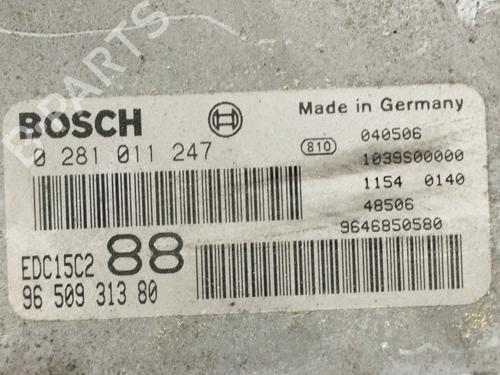 B-PARTS
BOSCH
Made in Germany
0 281 011 247
810
040506
1039S00000
1154 0140
48506
9646850580
EDC15C2 88
96 509 313 80